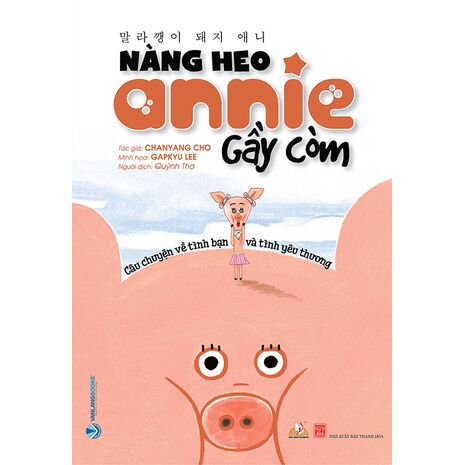 말라깽이 돼지 애니
NÀNG HEO
annie
Gầy còm
Tác giả: CHANYANG CHO
Minh họa: GAPKYU LEE
Người dịch: Quỳnh Thơ
Câu chuyện về tình bạn và tình yêu thương
VANLANGBOOKS
NHÀ XUẤT BẢN THANH HÓA